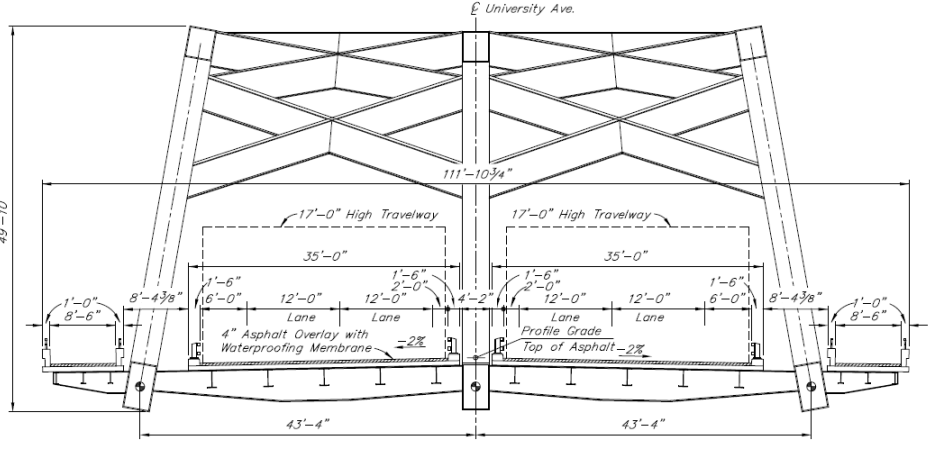 ℄ University Ave.
49'-10
111'-10¾"
17'-0" High Travelway
17'-0" High Travelway
35'-0"
35'-0"
1'-6"
1'-6"
1'-6"
1'-6"
1'-0"
8'-6"
8'-4⅜"
6'-0"
12'-0"
Lane
12'-0"
Lane
2'-0"
4'-2"
2'-0"
12'-0"
Lane
12'-0"
Lane
6'-0"
8'-4⅜"
1'-0"
8'-6"
4" Asphalt Overlay with
Waterproofing Membrane
-2%
Profile Grade
Top of Asphalt
-2%
43'-4"
43'-4"